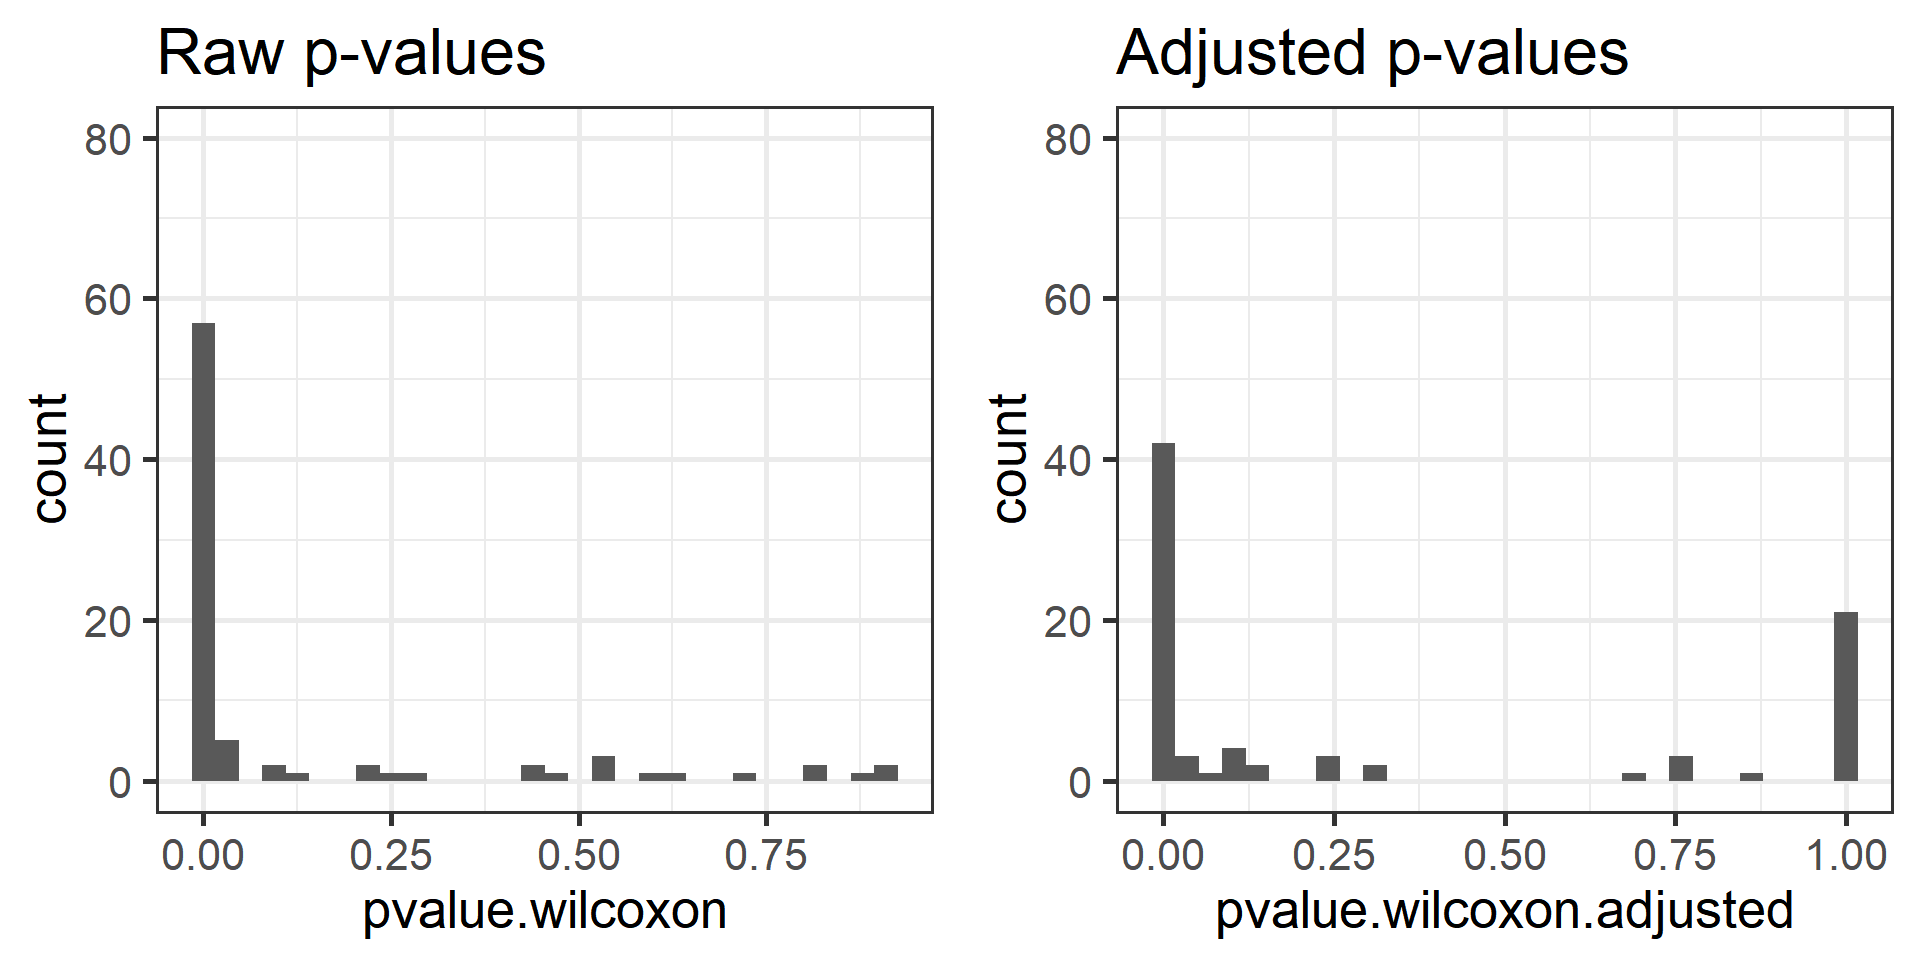 Raw p-values
80
60
40
20
0
count
0.00 0.25 0.50 0.75
pvalue.wilcoxon
Adjusted p-values
80
60
40
20
0
count
0.00 0.25 0.50 0.75 1.00
pvalue.wilcoxon.adjusted